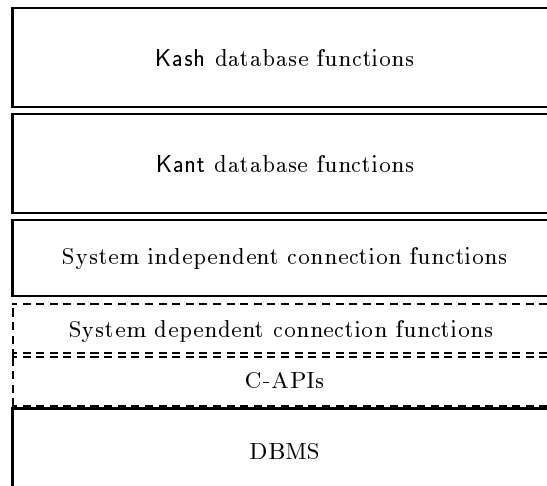 Kash database functions
Kant database functions
System independent connection functions
System dependent connection functions
C-APIs
DBMS